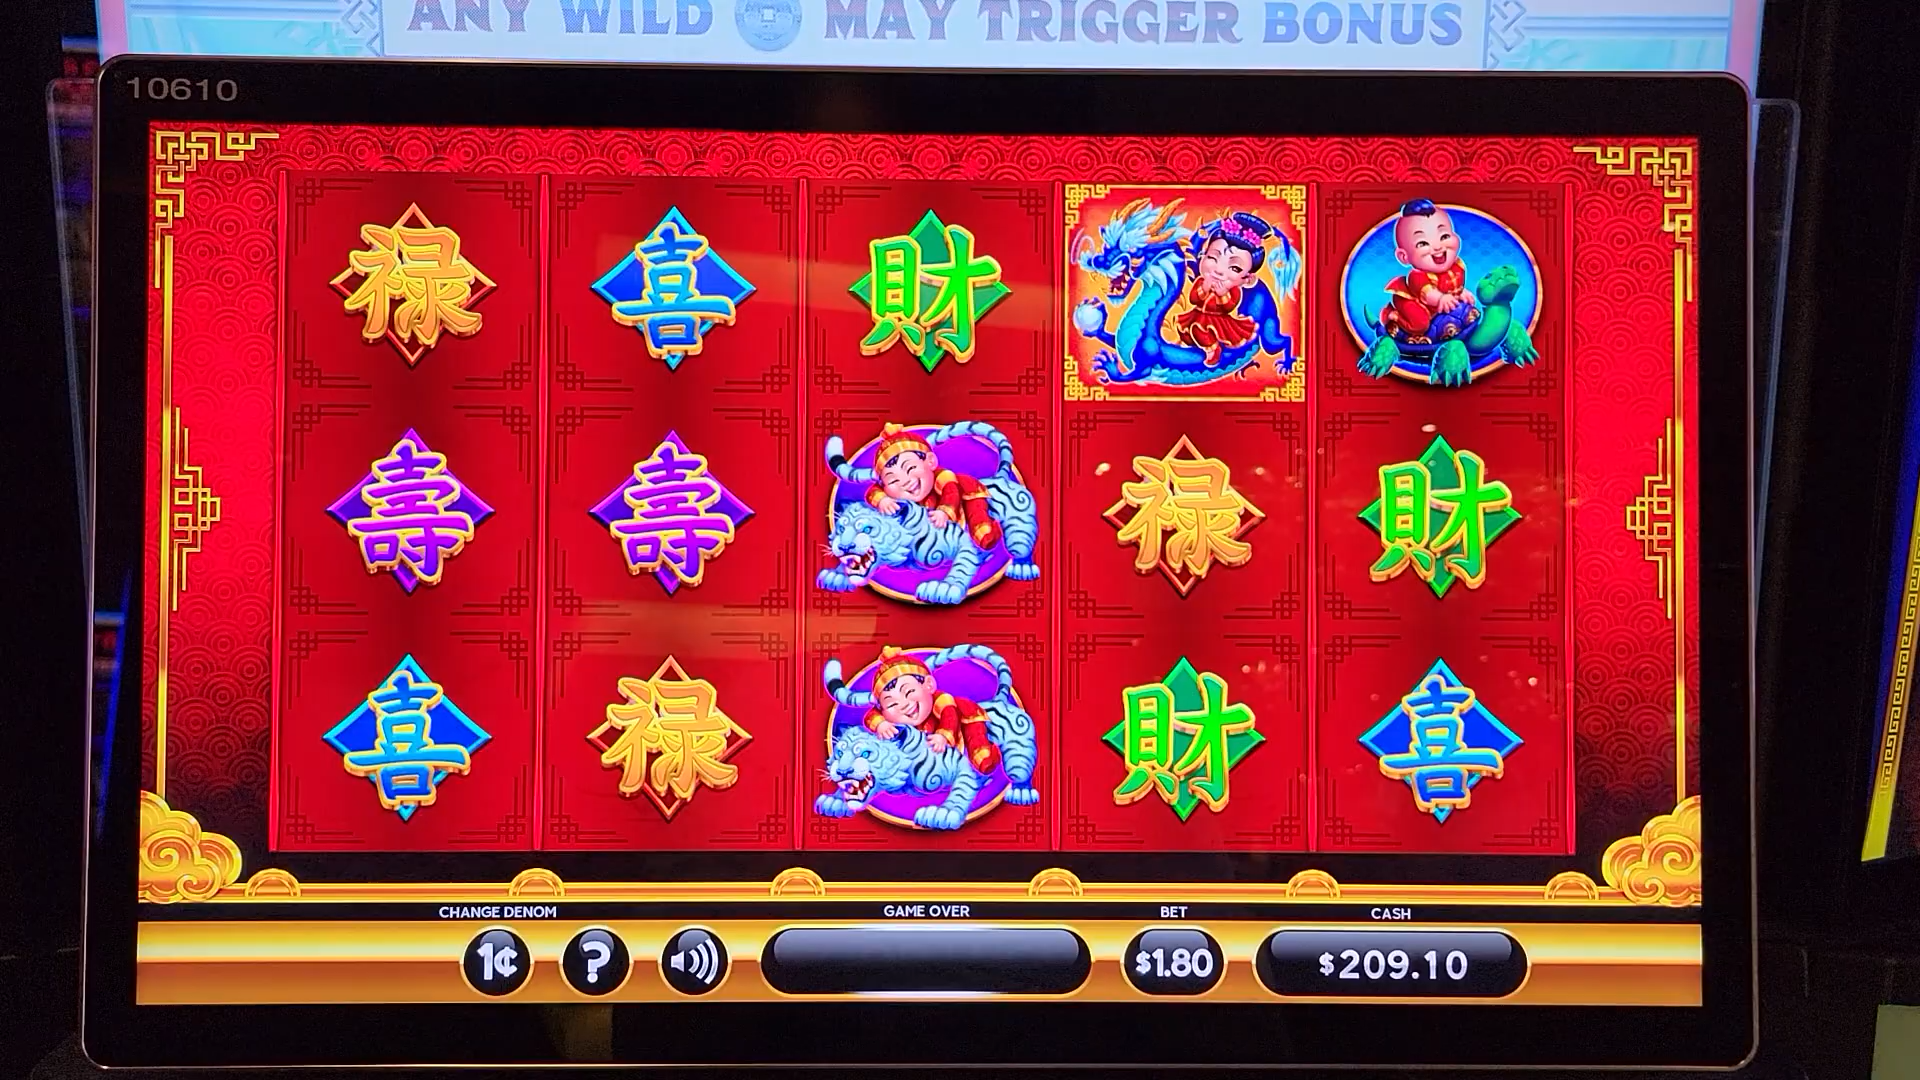 ANY WILD MAY TRIGGER BONUS
10610
禄 喜 財
壽 壽 禄 財
喜 禄 財 喜
CHANGE DENOM GAME OVER BET CASH
1¢ ? $1.80 $209.10